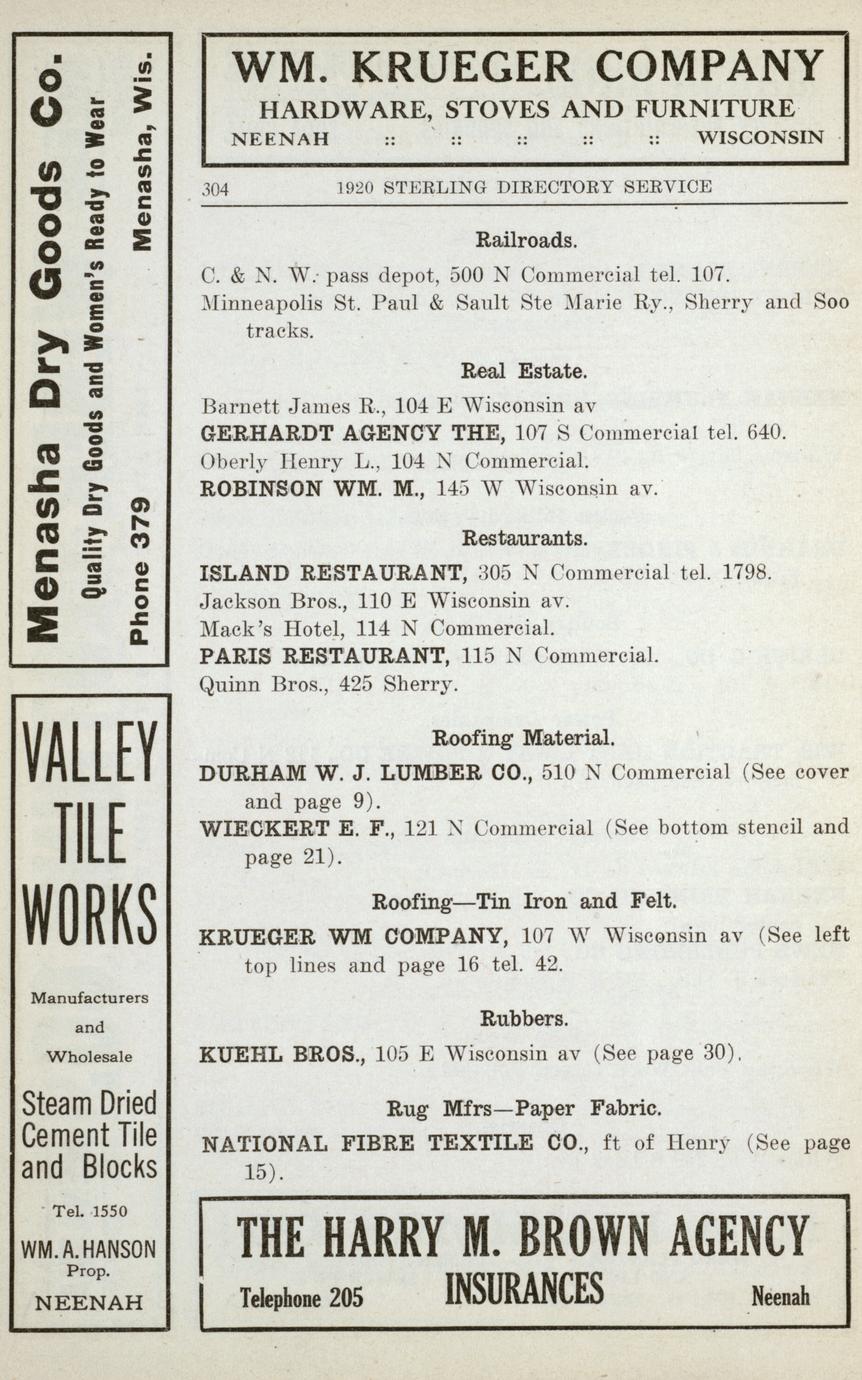 Menasha Dry Goods Co.
Quality Dry Goods and Women's Ready to Wear
Phone 379 Menasha, Wis.
VALLEY
TILE
WORKS
Manufacturers
and
Wholesale
Steam Dried
Cement Tile
and Blocks
Tel. 1550
WM. A. HANSON
Prop.
NEENAH
WM. KRUEGER COMPANY
HARDWARE, STOVES AND FURNITURE
NEENAH :: :: :: :: :: WISCONSIN
304 1920 STERLING DIRECTORY SERVICE
Railroads.
C. & N. W. pass depot, 500 N Commercial tel. 107.
Minneapolis St. Paul & Sault Ste Marie Ry., Sherry and Soo
tracks.
Real Estate.
Barnett James R., 104 E Wisconsin av
GERHARDT AGENCY THE, 107 S Commercial tel. 640.
Oberly Henry L., 104 N Commercial.
ROBINSON WM. M., 145 W Wisconsin av.
Restaurants.
ISLAND RESTAURANT, 305 N Commercial tel. 1798.
Jackson Bros., 110 E Wisconsin av.
Mack's Hotel, 114 N Commercial.
PARIS RESTAURANT, 115 N Commercial.
Quinn Bros., 425 Sherry.
Roofing Material.
DURHAM W. J. LUMBER CO., 510 N Commercial (See cover
and page 9).
WIECKERT E. F., 121 N Commercial (See bottom stencil and
page 21).
Roofing—Tin Iron and Felt.
KRUEGER WM COMPANY, 107 W Wisconsin av (See left
top lines and page 16 tel. 42.
Rubbers.
KUEHL BROS., 105 E Wisconsin av (See page 30).
Rug Mfrs—Paper Fabric.
NATIONAL FIBRE TEXTILE CO., ft of Henry (See page
15).
THE HARRY M. BROWN AGENCY
Telephone 205 INSURANCES Neenah